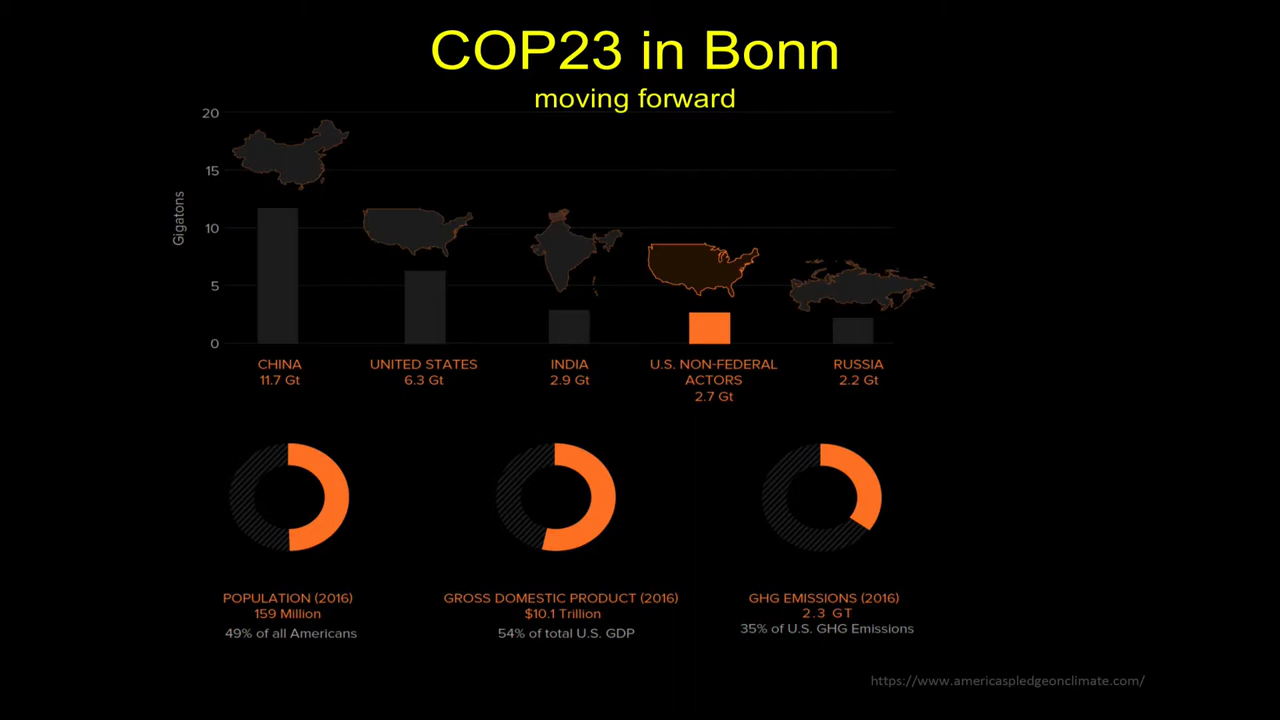 COP23 in Bonn
moving forward
20
15
10
5
0
Gigatons
CHINA
11.7 Gt
UNITED STATES
6.3 Gt
INDIA
2.9 Gt
U.S. NON-FEDERAL
ACTORS
2.7 Gt
RUSSIA
2.2 Gt
POPULATION (2016)
159 Million
49% of all Americans
GROSS DOMESTIC PRODUCT (2016)
$10.1 Trillion
54% of total U.S. GDP
GHG EMISSIONS (2016)
2.3 GT
35% of U.S. GHG Emissions
https://www.americaspledgeonclimate.com/